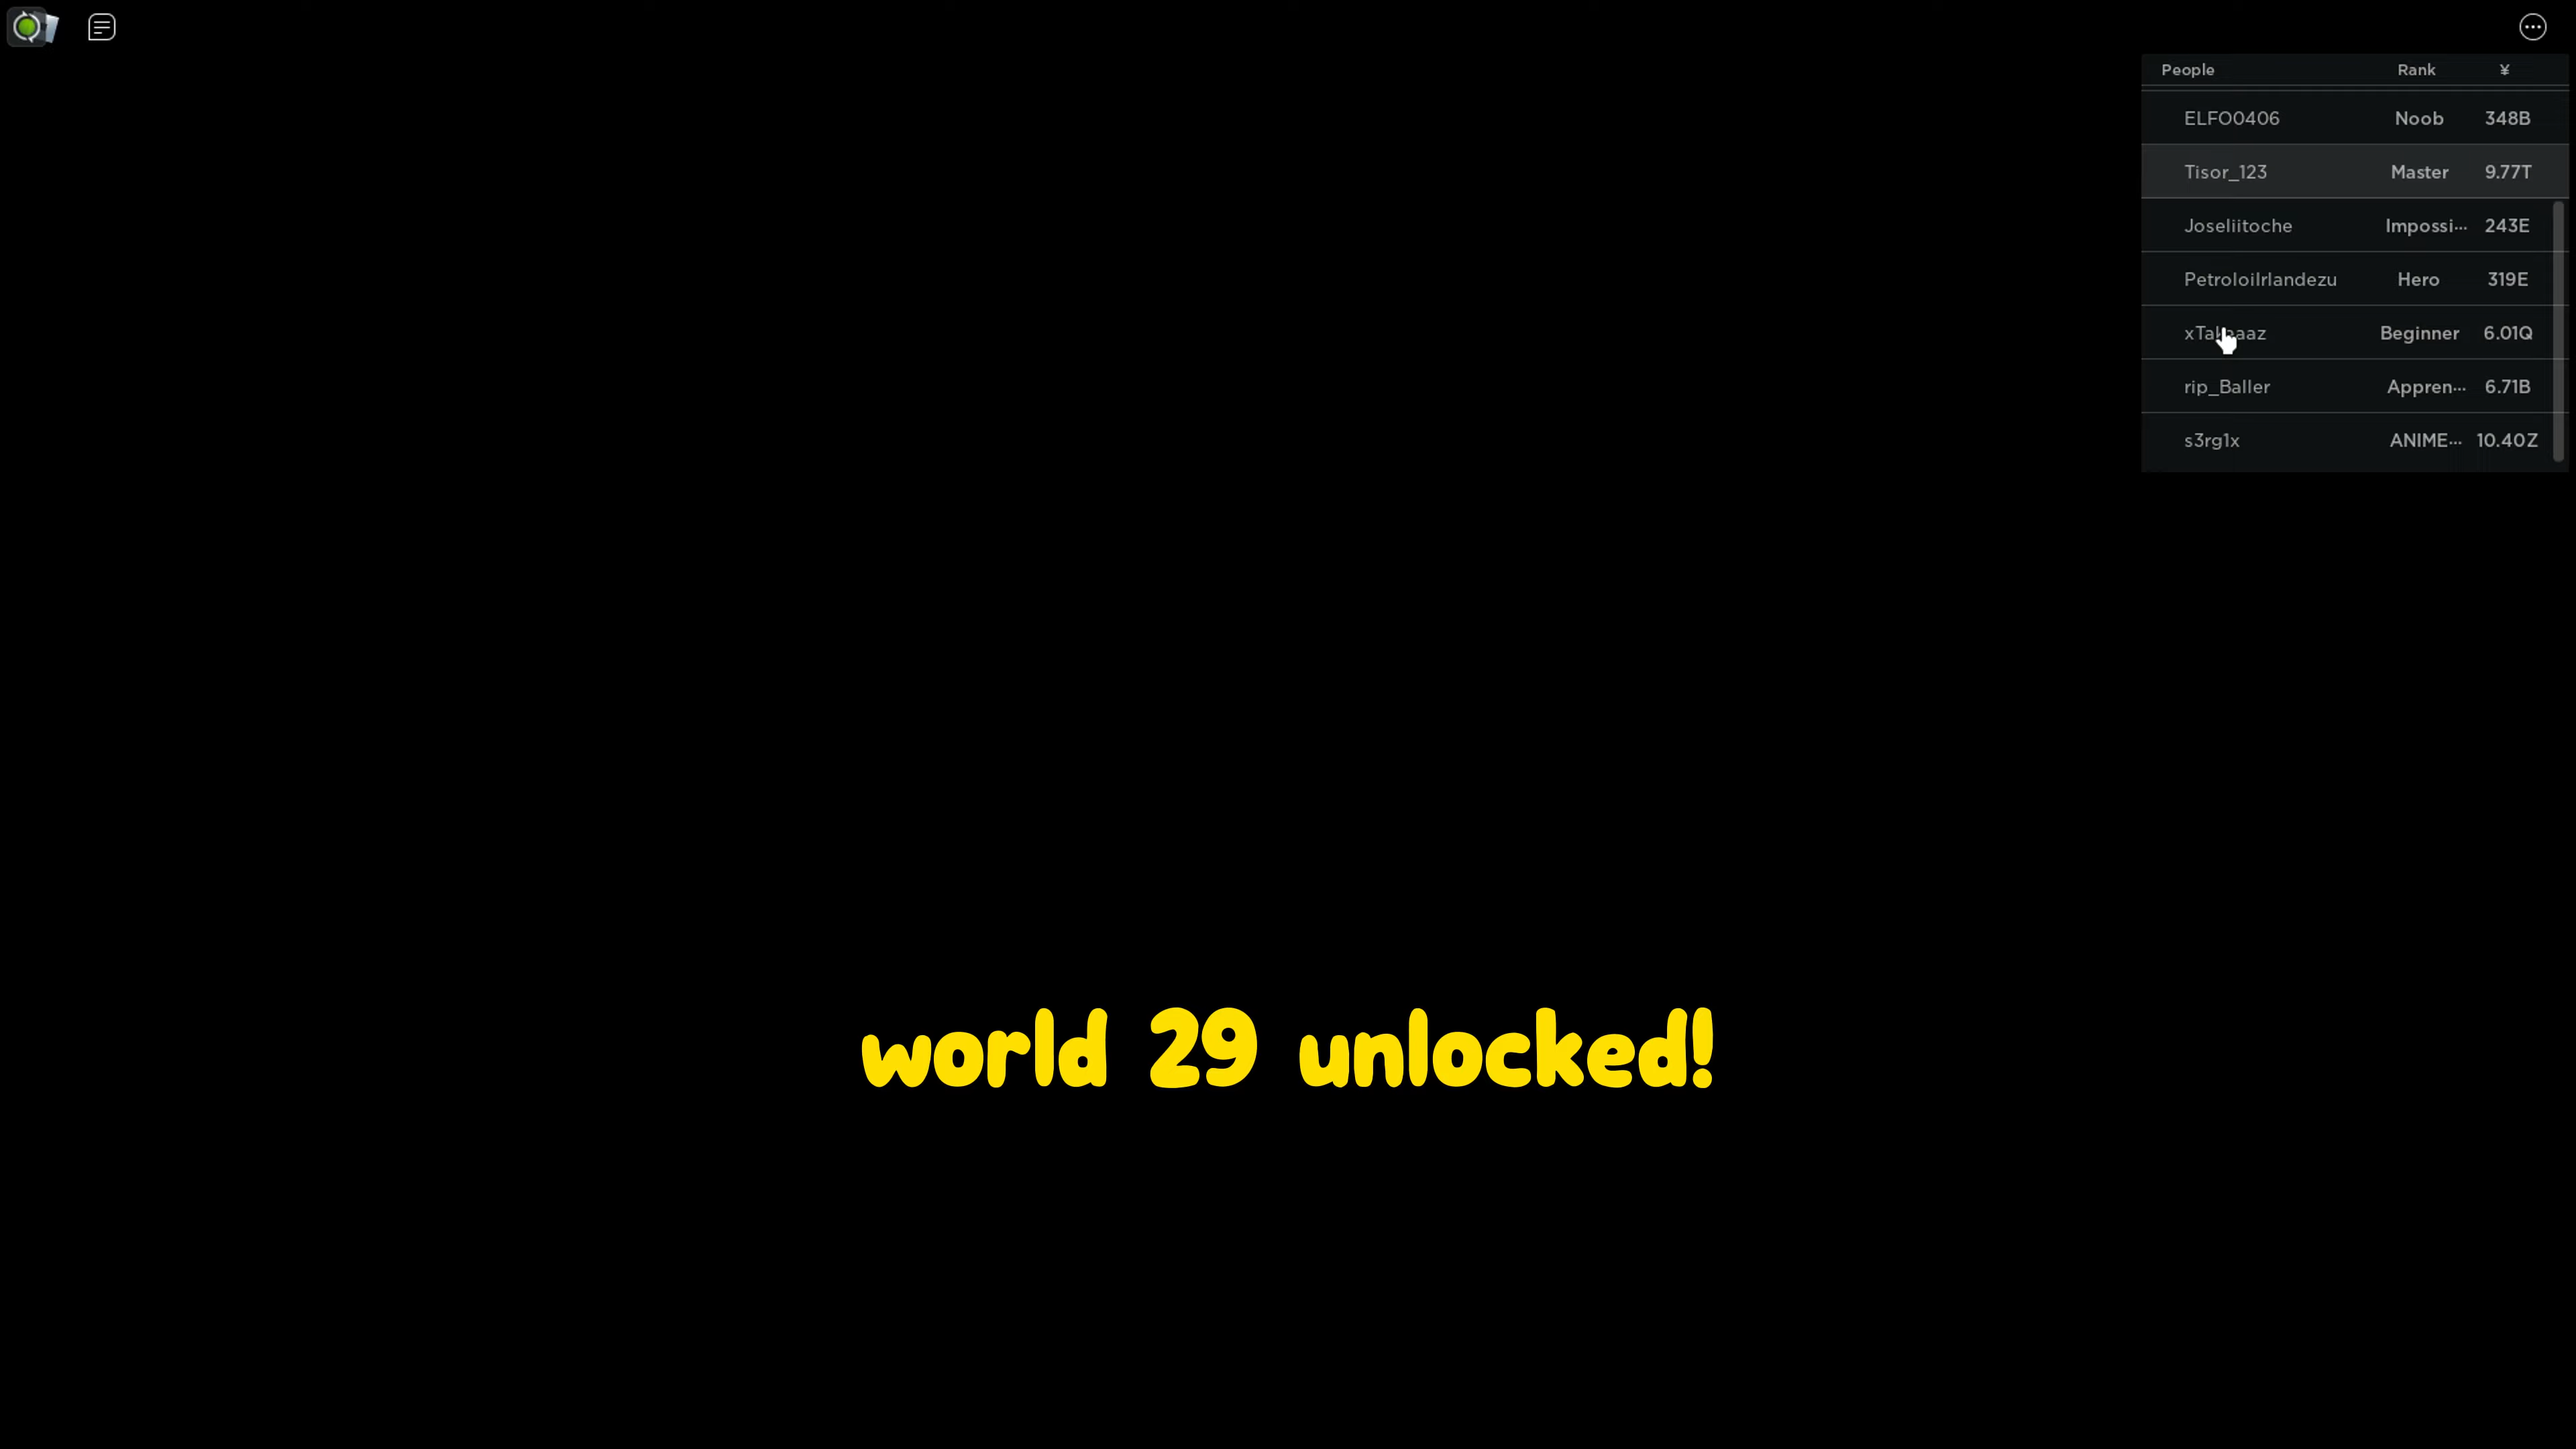 People Rank ¥
ELFO0406 Noob 348B
Tisor_123 Master 9.77T
Joseliitoche Impossi... 243E
PetroloiIrlandezu Hero 319E
Beginner 6.01Q
rip_Baller Appren... 6.71B
s3rg1x ANIME... 10.40Z
world 29 unlocked!